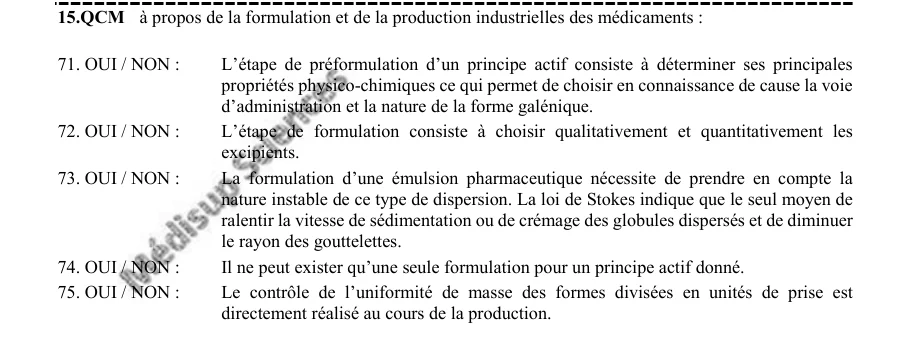 15.QCM à propos de la formulation et de la production industrielles des médicaments :
71. OUI / NON : L'étape de préformulation d'un principe actif consiste à déterminer ses principales
propriétés physico-chimiques ce qui permet de choisir en connaissance de cause la voie
d'administration et la nature de la forme galénique.
72. OUI / NON : L'étape de formulation consiste à choisir qualitativement et quantitativement les
excipients.
73. OUI / NON : La formulation d'une émulsion pharmaceutique nécessite de prendre en compte la
nature instable de ce type de dispersion. La loi de Stokes indique que le seul moyen de
ralentir la vitesse de sédimentation ou de crémage des globules dispersés et de diminuer
le rayon des gouttelettes.
74. OUI / NON : Il ne peut exister qu'une seule formulation pour un principe actif donné.
75. OUI / NON : Le contrôle de l'uniformité de masse des formes divisées en unités de prise est
directement réalisé au cours de la production.
Médisup Sciences